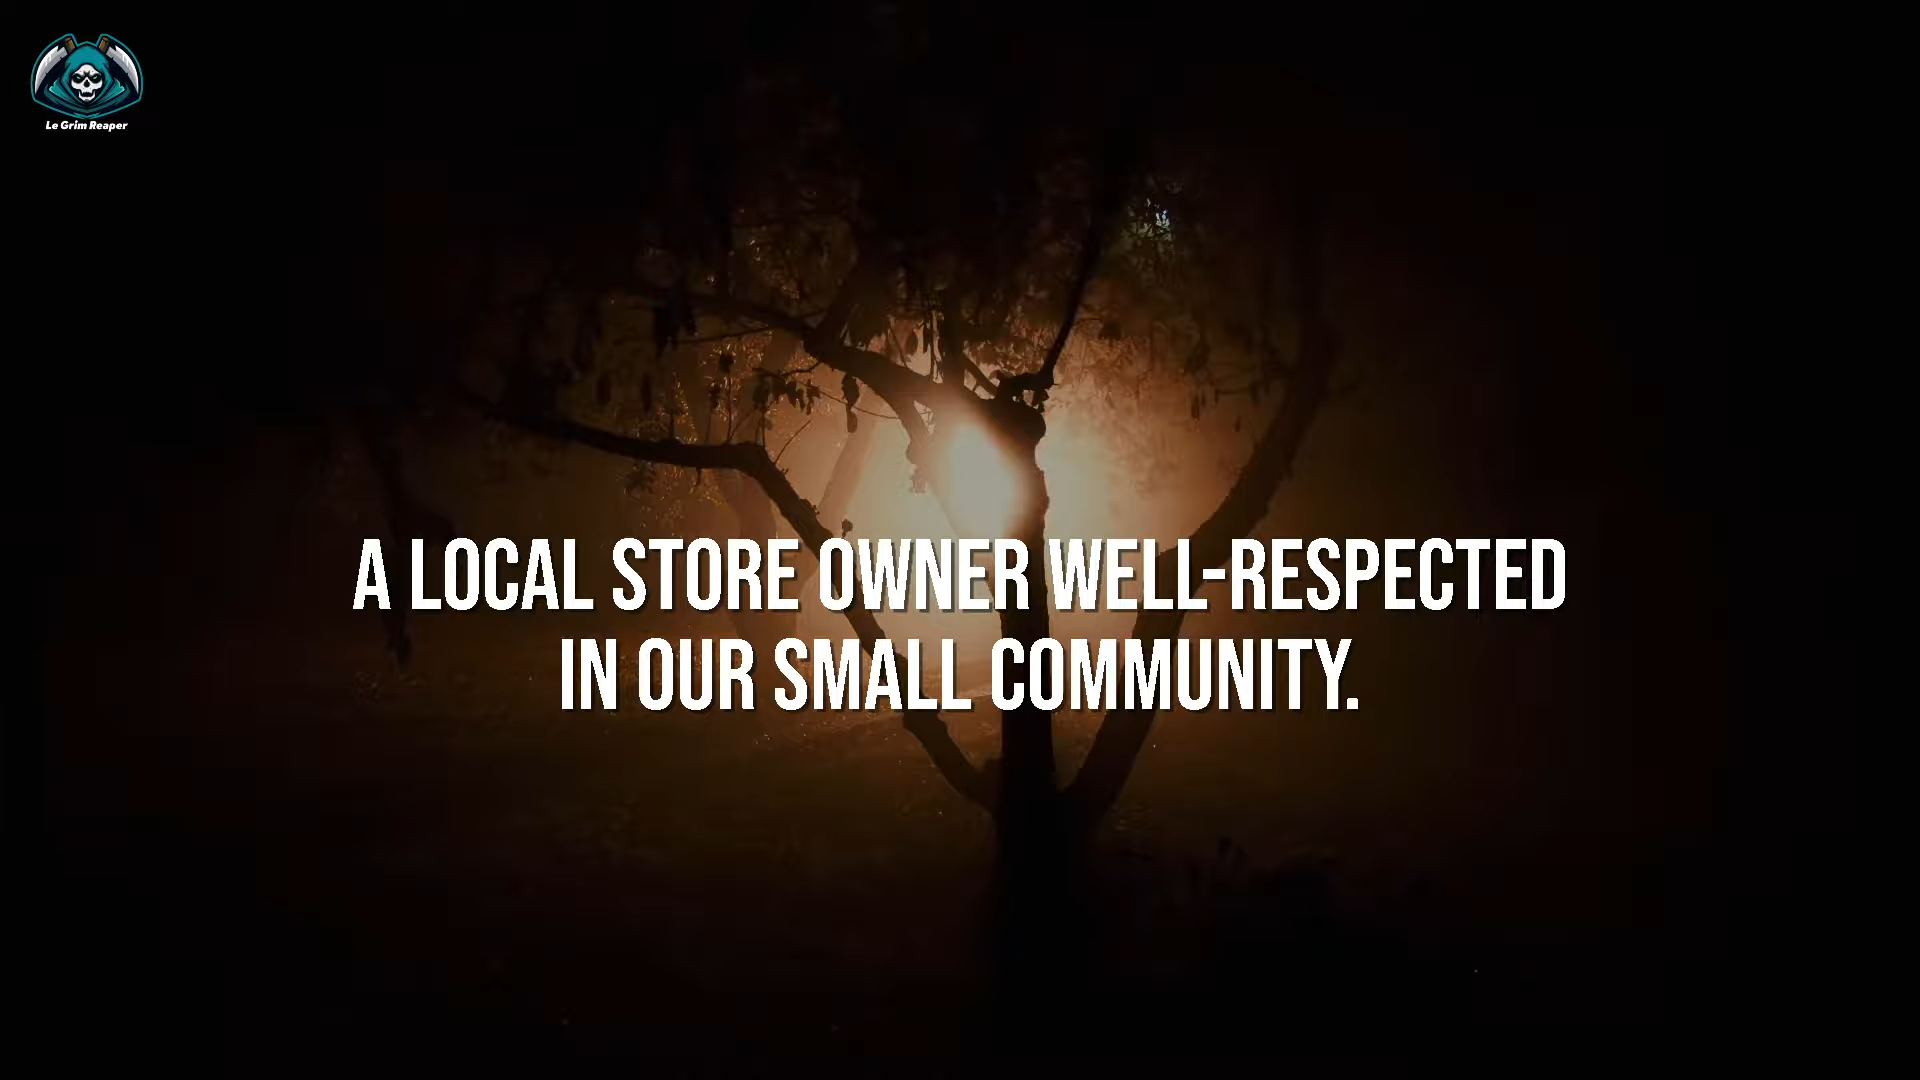 Le Grim Reaper
A LOCAL STORE OWNER WELL-RESPECTED
IN OUR SMALL COMMUNITY.